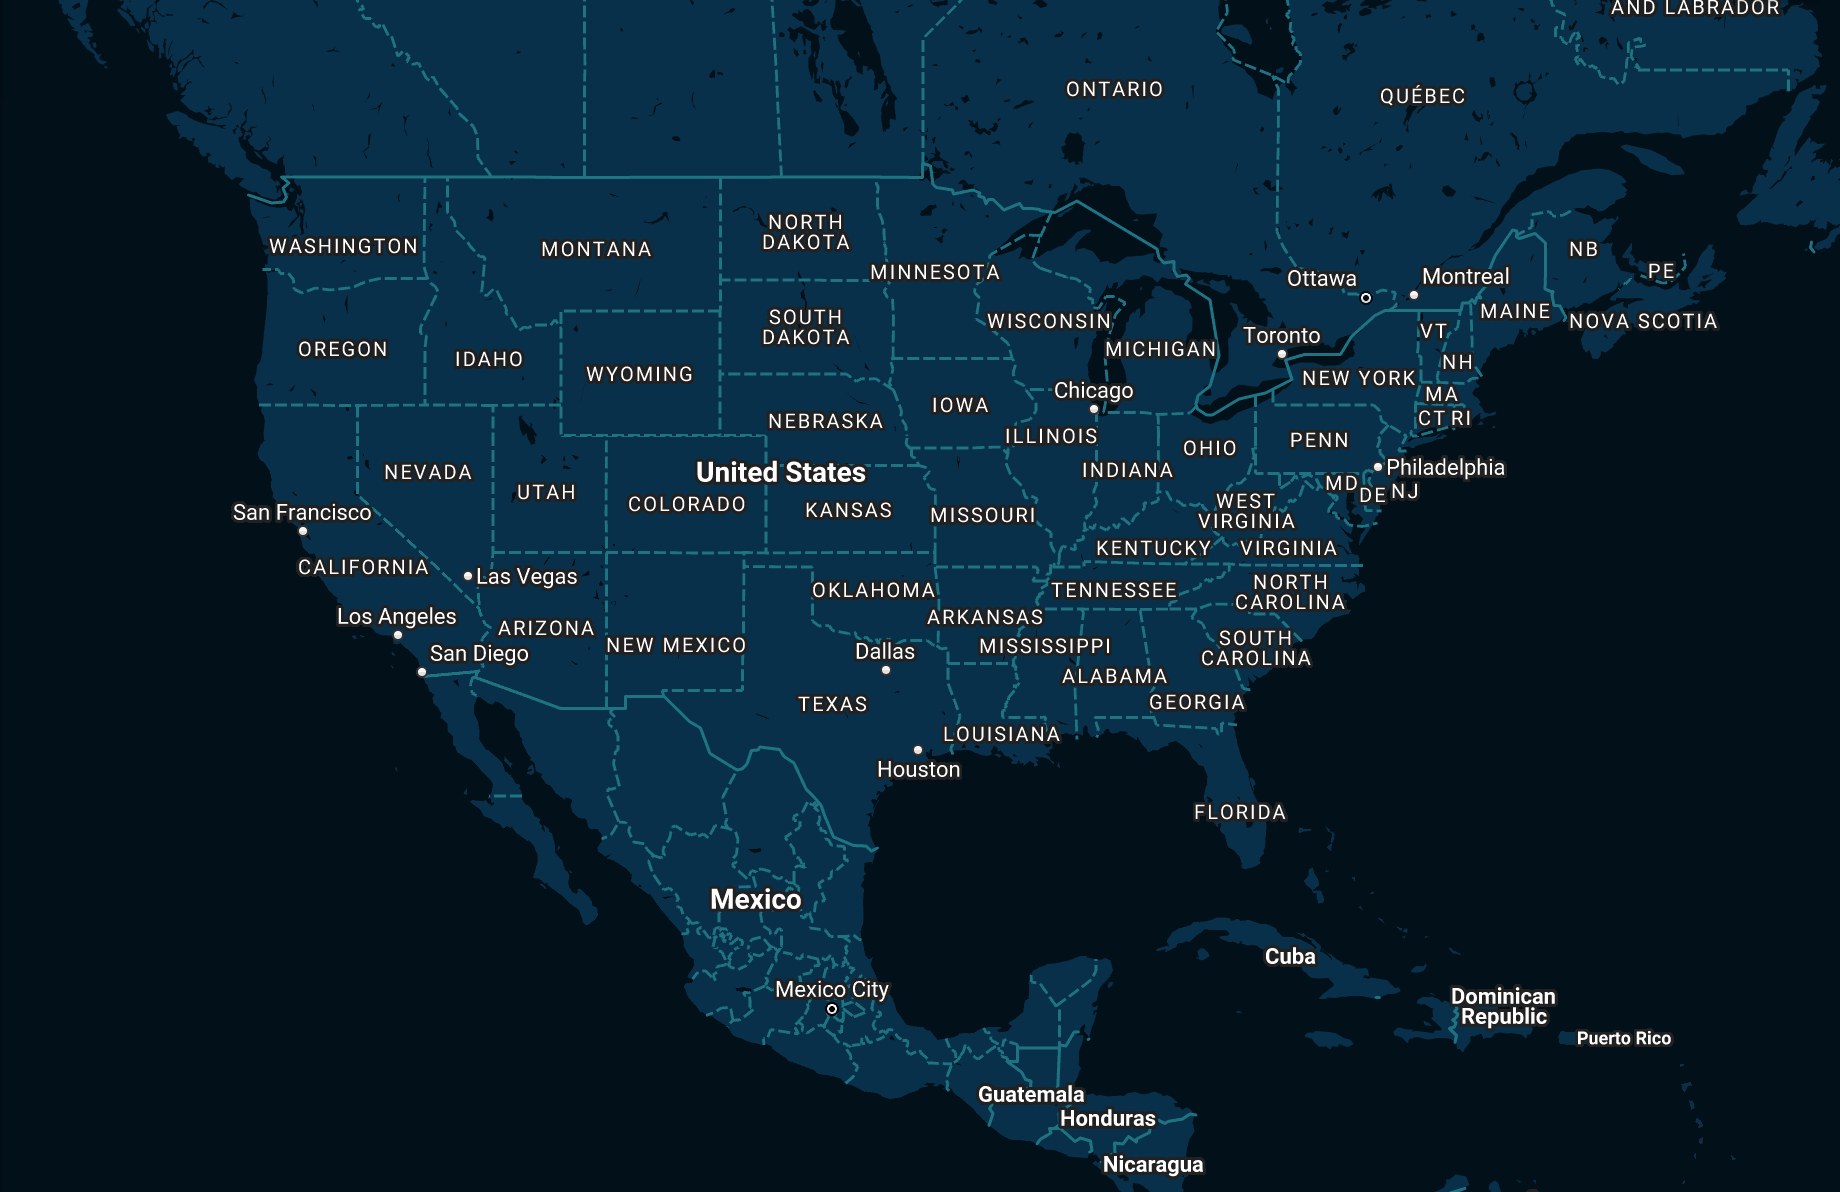 AND LABRADOR
ONTARIO
QUÉBEC
NORTH
DAKOTA
WASHINGTON
MONTANA
NB
MINNESOTA
PE
Ottawa
Montreal
SOUTH
DAKOTA
WISCONSIN
MAINE
NOVA SCOTIA
VT
Toronto
OREGON
MICHIGAN
IDAHO
NH
WYOMING
NEW YORK
Chicago
MA
IOWA
CT RI
NEBRASKA
ILLINOIS
OHIO
PENN
United States
NEVADA
INDIANA
Philadelphia
MD
DE
NJ
UTAH
COLORADO
KANSAS
MISSOURI
WEST
VIRGINIA
San Francisco
KENTUCKY
VIRGINIA
CALIFORNIA
Las Vegas
OKLAHOMA
TENNESSEE
NORTH
CAROLINA
Los Angeles
ARKANSAS
ARIZONA
NEW MEXICO
MISSISSIPPI
SOUTH
CAROLINA
San Diego
Dallas
ALABAMA
TEXAS
GEORGIA
LOUISIANA
Houston
FLORIDA
Mexico
Cuba
Mexico City
Dominican
Republic
Puerto Rico
Guatemala
Honduras
Nicaragua